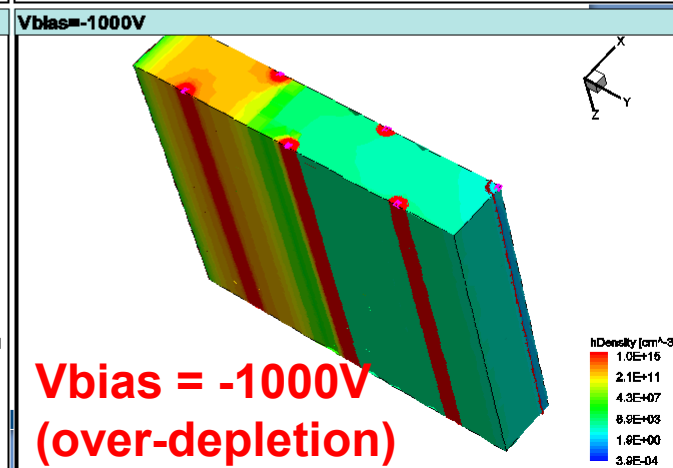 Vbias=-1000V
X
Y
Z
hDensity [cm^-3
1.0E+15
2.1E+11
4.3E+07
8.9E+03
1.9E+00
3.9E-04
Vbias = -1000V
(over-depletion)